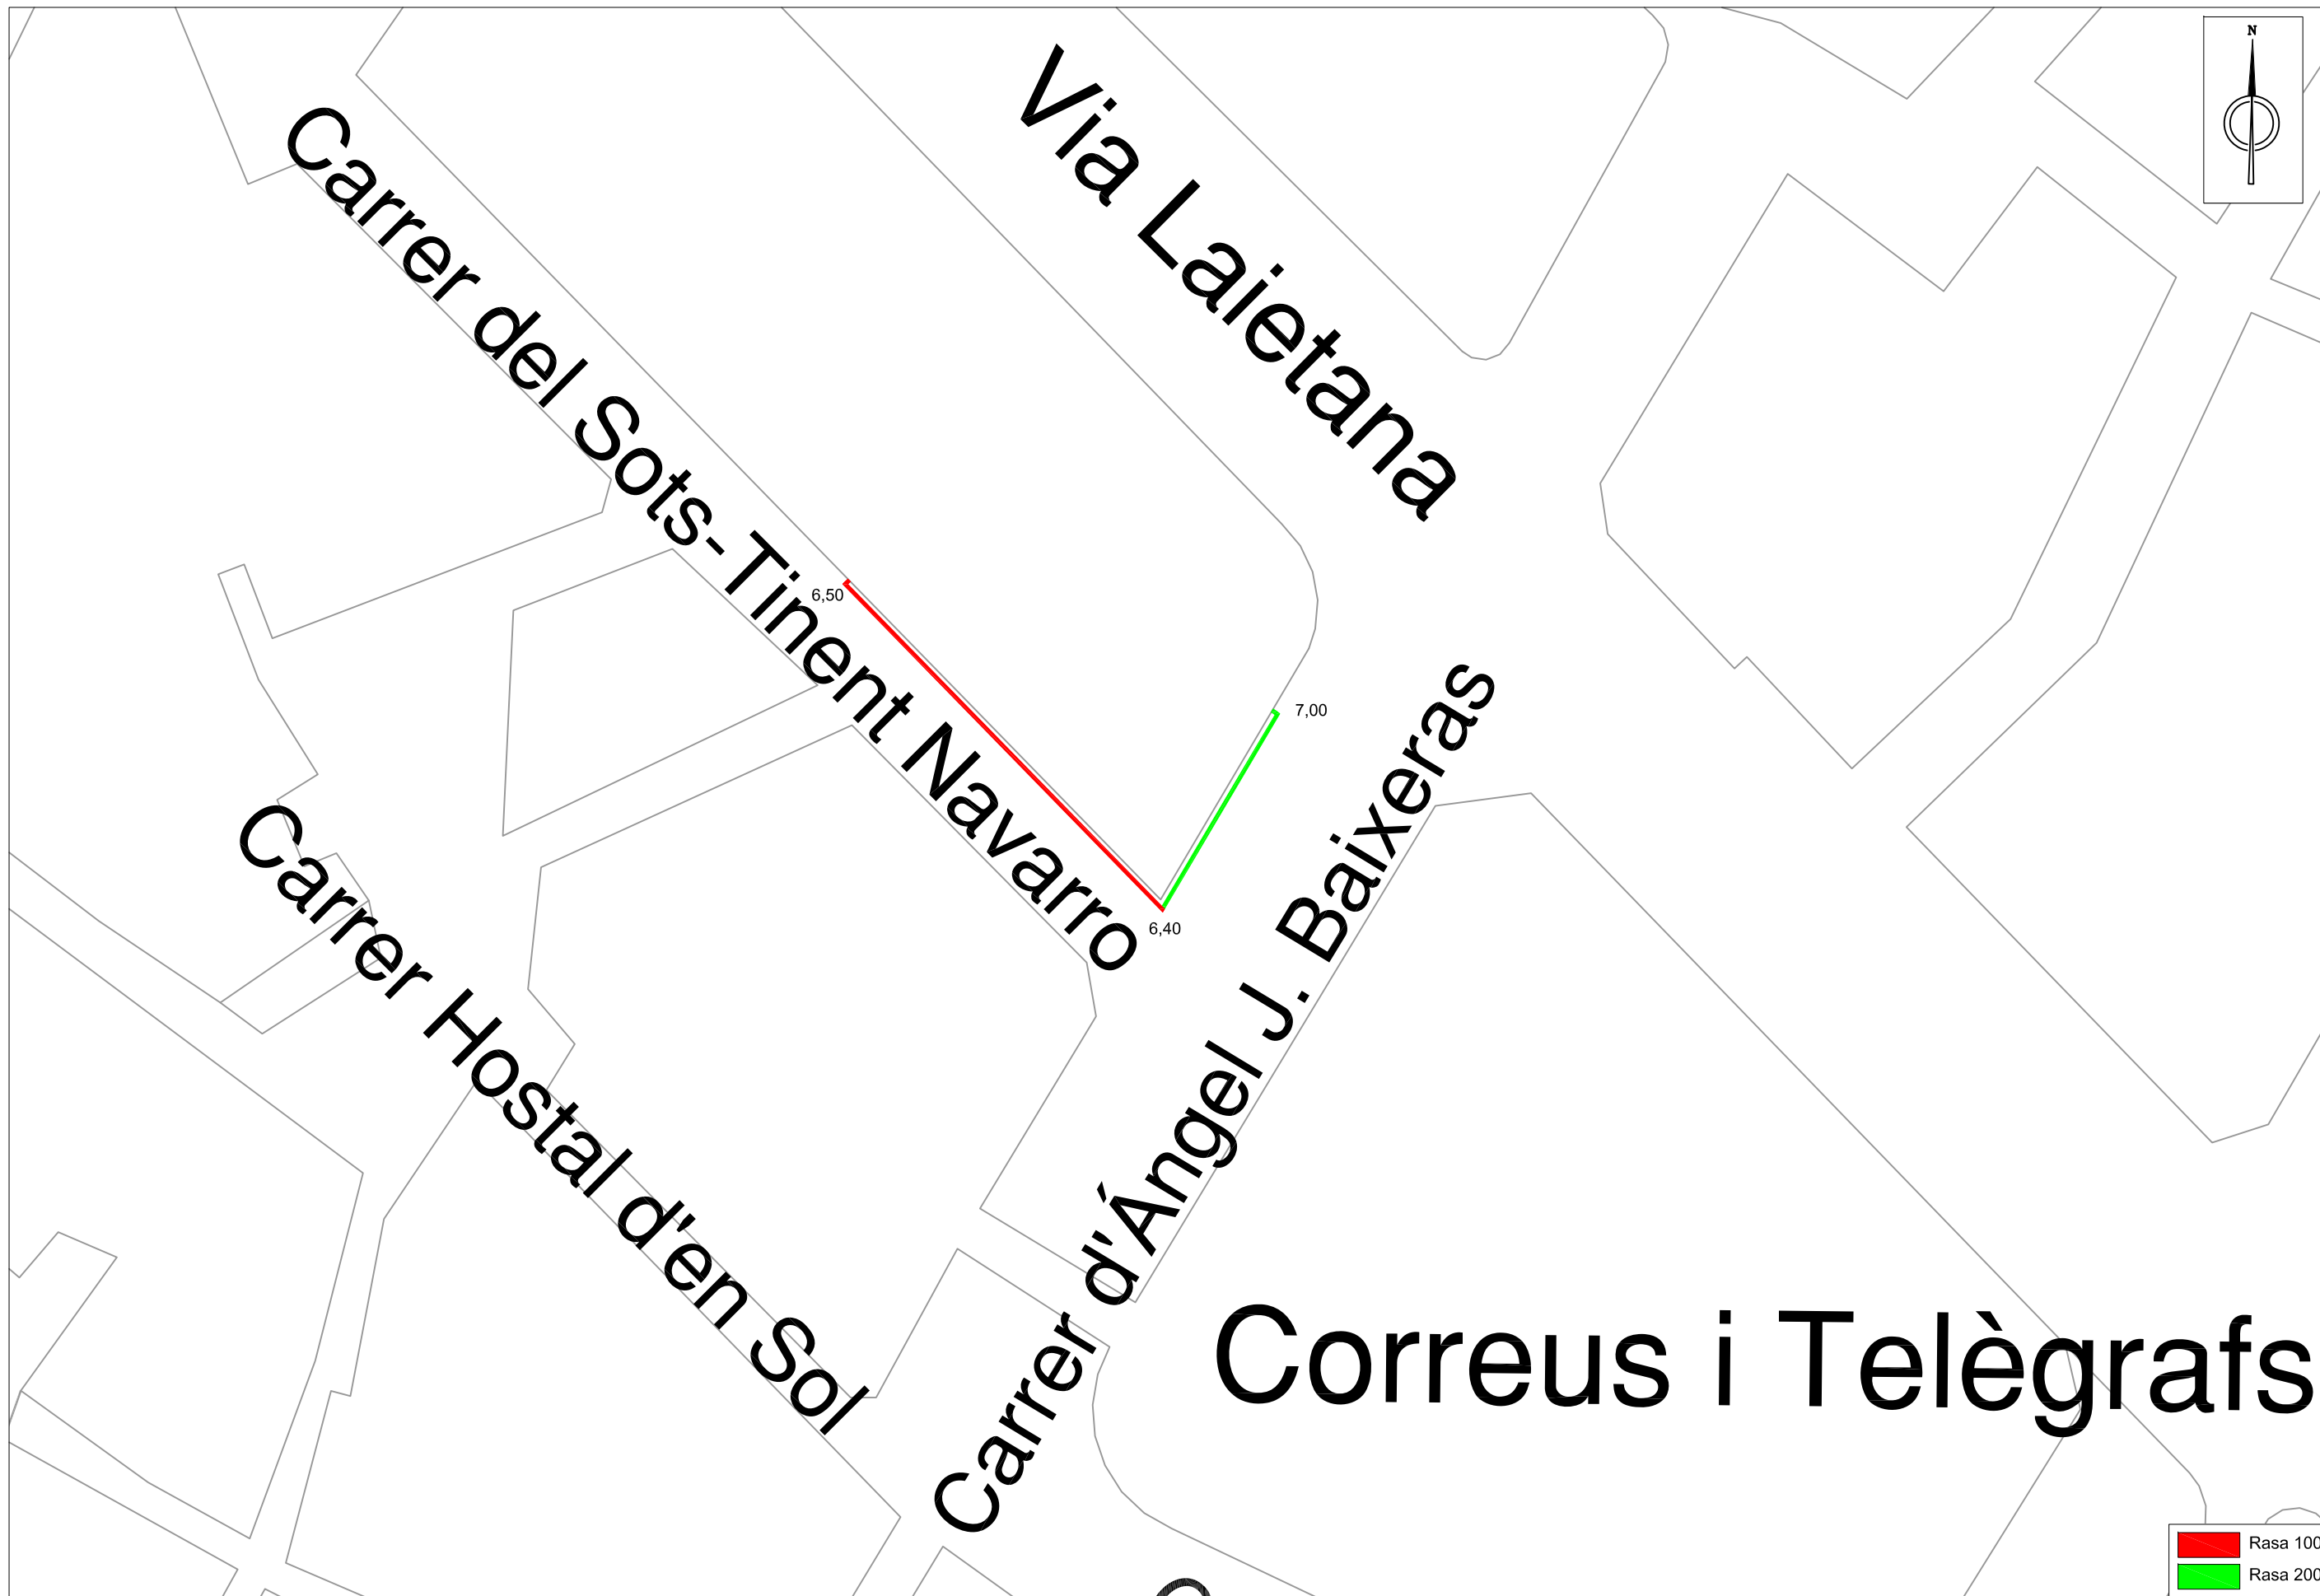 N
Via Laietana
Carrer del Sots-Tinent Navarro
6,50
7,00
6,40
Carrer d'Àngel J. Baixeras
Carrer Hostal d'en Sol
Correus i Telègrafs
Rasa 100
Rasa 200